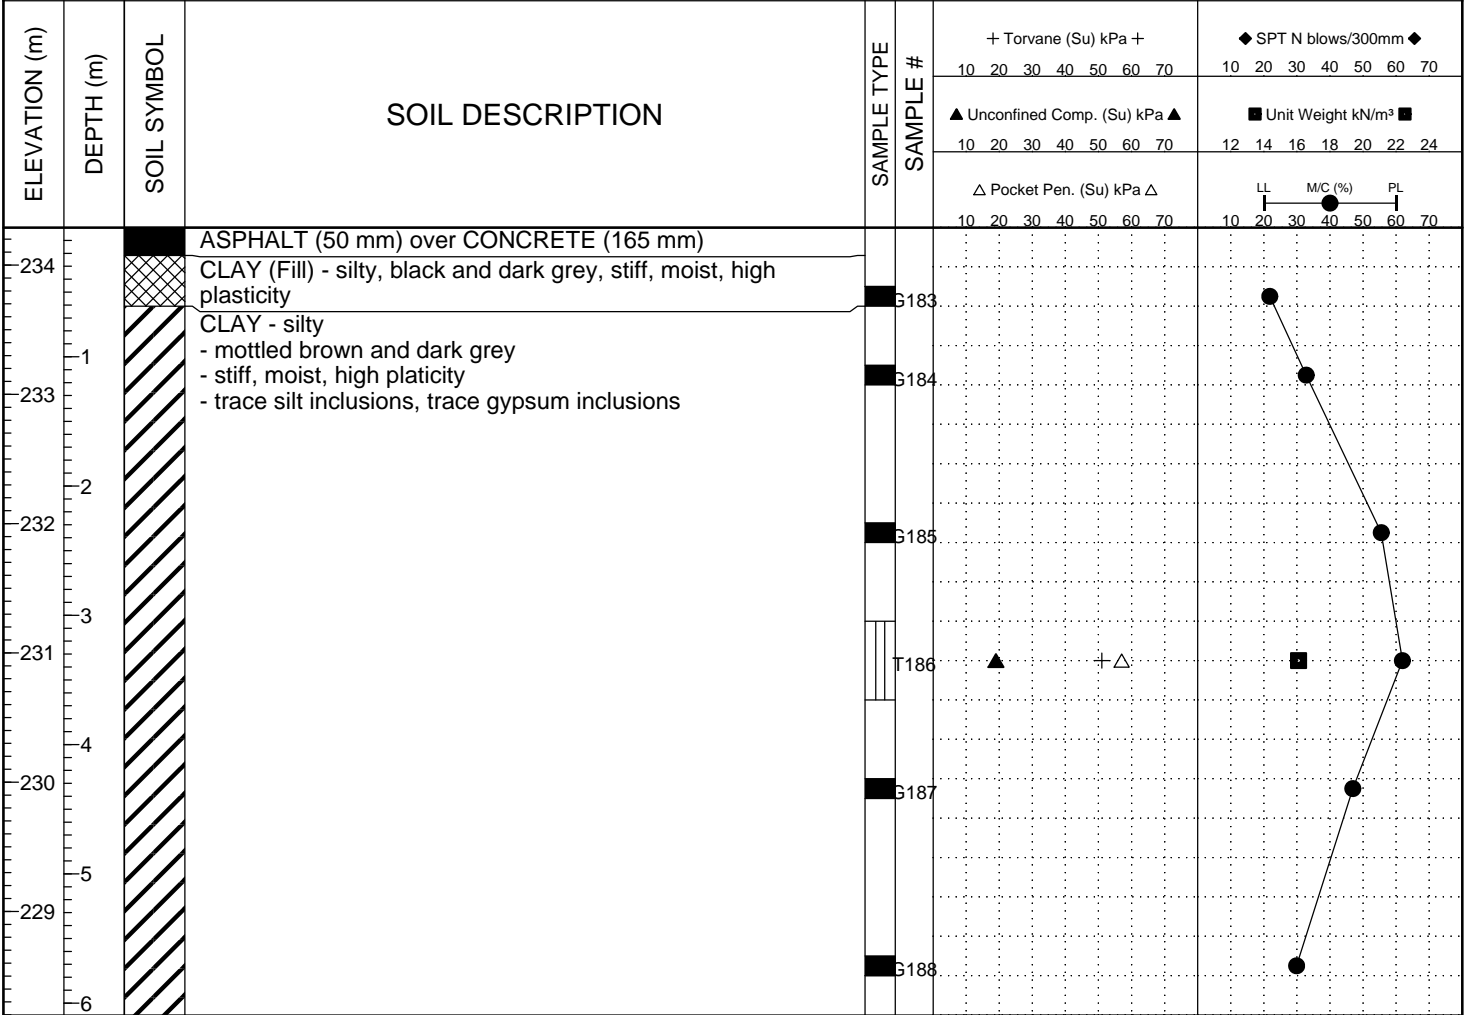 ELEVATION (m)
DEPTH (m)
SOIL SYMBOL
SOIL DESCRIPTION
SAMPLE TYPE
SAMPLE #
+ Torvane (Su) kPa +
10 20 30 40 50 60 70
▲ Unconfined Comp. (Su) kPa ▲
10 20 30 40 50 60 70
△ Pocket Pen. (Su) kPa △
10 20 30 40 50 60 70
◆ SPT N blows/300mm ◆
10 20 30 40 50 60 70
Unit Weight kN/m³
12 14 16 18 20 22 24
LL M/C (%) PL
10 20 30 40 50 60 70
ASPHALT (50 mm) over CONCRETE (165 mm)
234
CLAY (Fill) - silty, black and dark grey, stiff, moist, high
plasticity
G183
CLAY - silty
- mottled brown and dark grey
1
- stiff, moist, high platicity
G184
233
- trace silt inclusions, trace gypsum inclusions
2
232
G185
3
231
T186
4
230
G187
5
229
G188
6